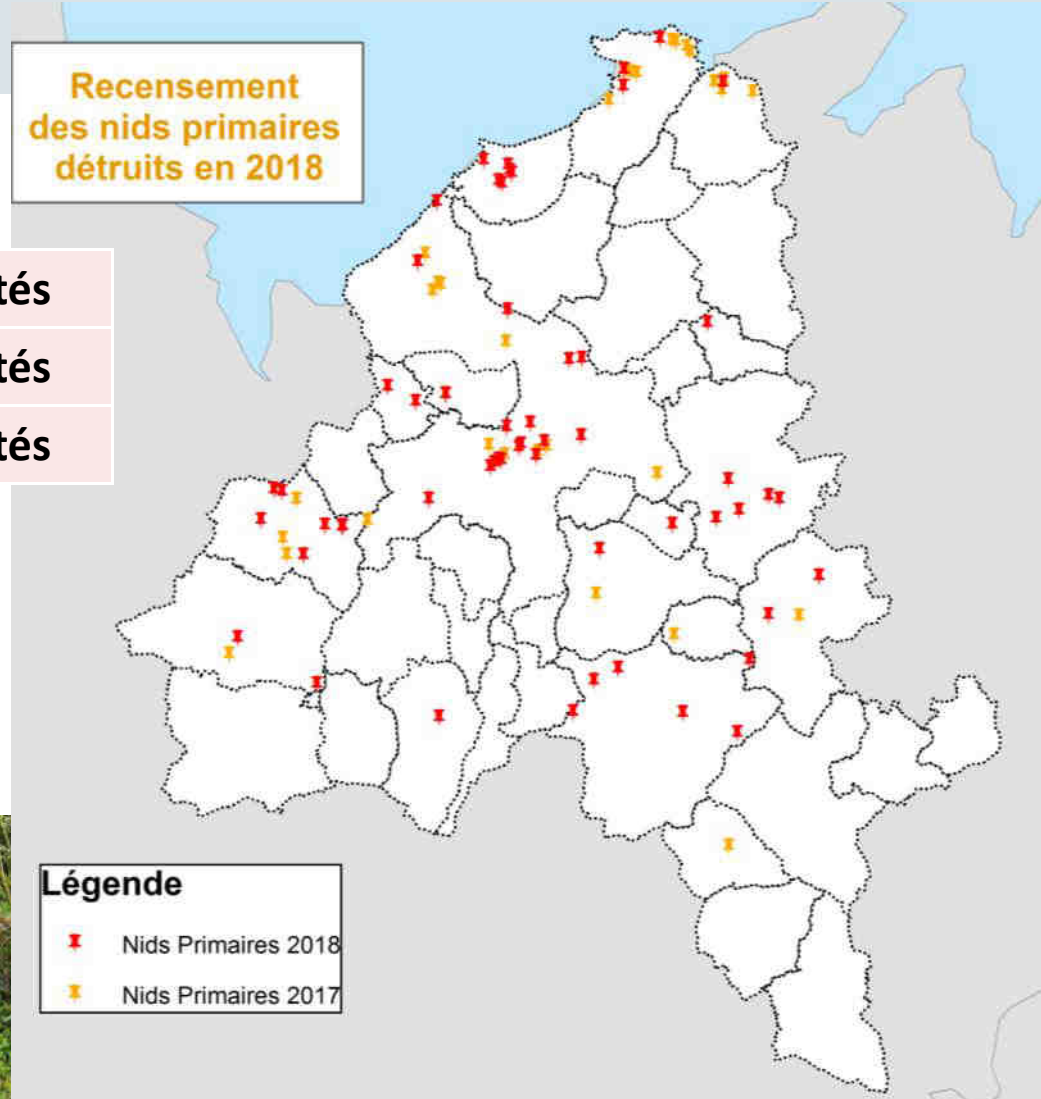 Recensement
des nids primaires
détruits en 2018
tés
tés
tés
Légende
Nids Primaires 2018
Nids Primaires 2017